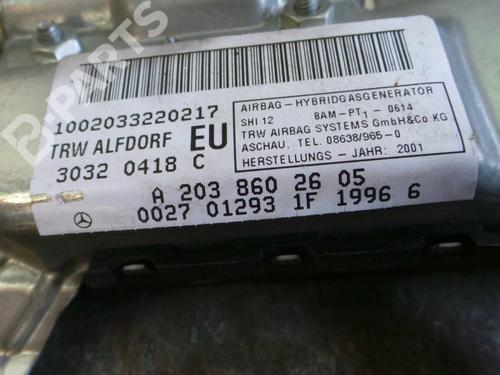 B-PARTS
1002033220217
TRW ALFDORF EU
3032 0418 C
AIRBAG - HYBRIDGASGENERATOR
SHI 12 BAM-PT1 - 0614
TRW AIRBAG SYSTEMS GmbH&Co KG
ASCHAU. TEL. 08638/965-0
HERSTELLUNGS - JAHR: 2001
A 203 860 26 05
0027 01293 1F 1996 6